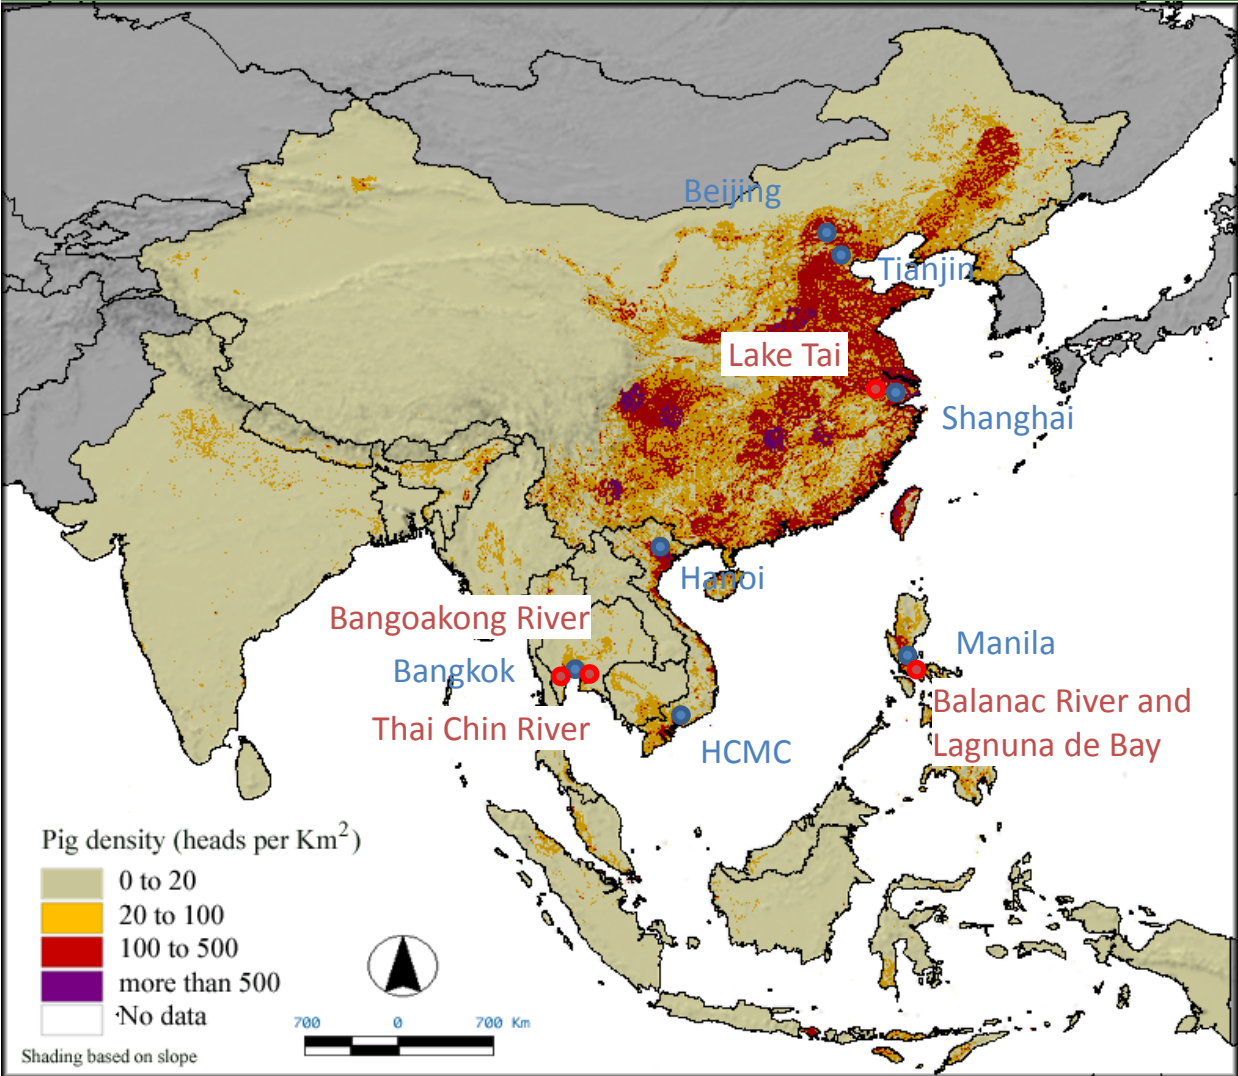 Beijing
Tianjin
Lake Tai
Shanghai
Hanoi
Bangoakong River
Bangkok
Thai Chin River
HCMC
Manila
Balanac River and
Lagnuna de Bay
Pig density (heads per Km²)
0 to 20
20 to 100
100 to 500
more than 500
No data
Shading based on slope
700 0 700 Km